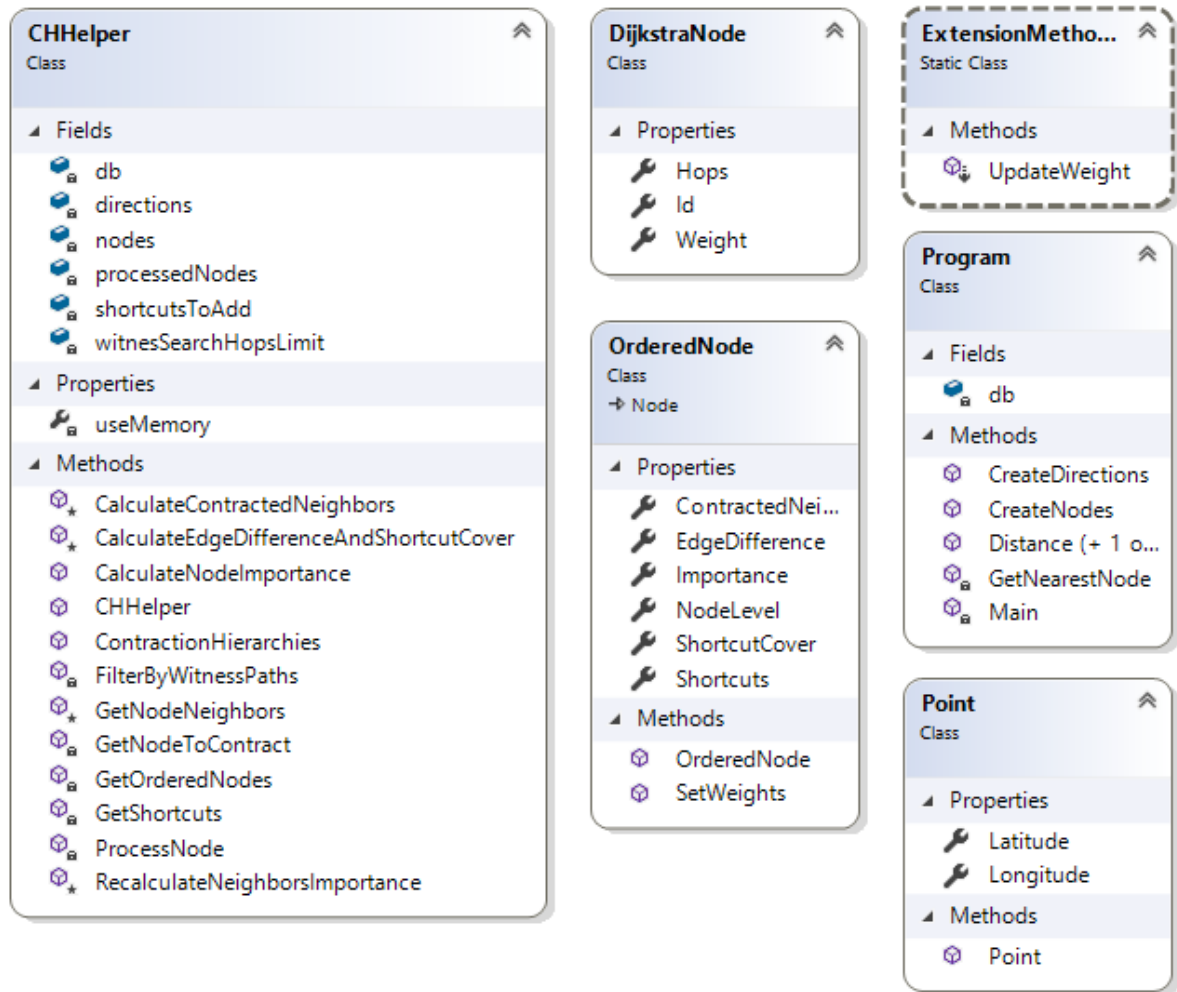 CHHelper
Class
Fields
db
directions
nodes
processedNodes
shortcutsToAdd
witnesSearchHopsLimit
Properties
useMemory
Methods
CalculateContractedNeighbors
CalculateEdgeDifferenceAndShortcutCover
CalculateNodeImportance
CHHelper
ContractionHierarchies
FilterByWitnessPaths
GetNodeNeighbors
GetNodeToContract
GetOrderedNodes
GetShortcuts
ProcessNode
RecalculateNeighborsImportance
DijkstraNode
Class
Properties
Hops
Id
Weight
OrderedNode
Class
Node
Properties
ContractedNei...
EdgeDifference
Importance
NodeLevel
ShortcutCover
Shortcuts
Methods
OrderedNode
SetWeights
ExtensionMetho...
Static Class
Methods
UpdateWeight
Program
Class
Fields
db
Methods
CreateDirections
CreateNodes
Distance (+ 1 o...
GetNearestNode
Main
Point
Class
Properties
Latitude
Longitude
Methods
Point